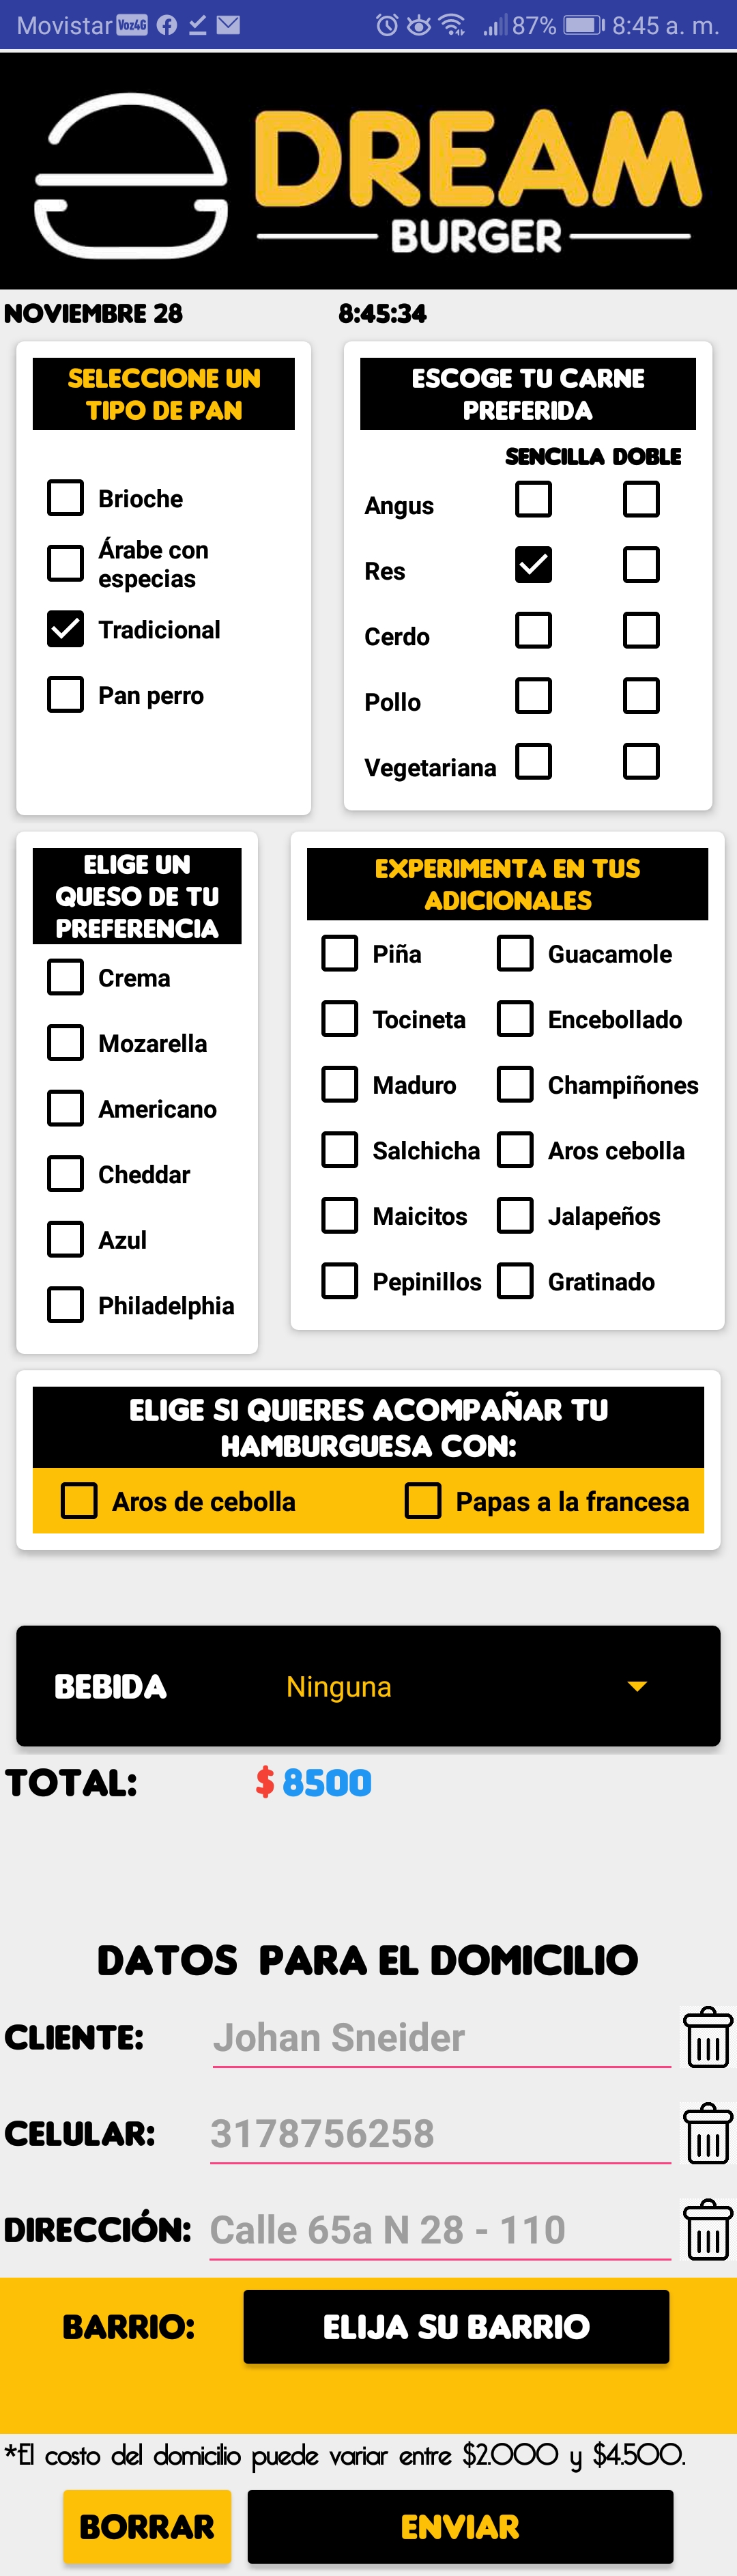 Movistar Voz4G 87% 8:45 a. m.
DREAM
BURGER
NOVIEMBRE 28 8:45:34
SELECCIONE UN
TIPO DE PAN
Brioche
Árabe con
especias
Tradicional
Pan perro
ESCOGE TU CARNE
PREFERIDA
SENCILLA DOBLE
Angus
Res
Cerdo
Pollo
Vegetariana
ELIGE UN
QUESO DE TU
PREFERENCIA
Crema
Mozarella
Americano
Cheddar
Azul
Philadelphia
EXPERIMENTA EN TUS
ADICIONALES
Piña Guacamole
Tocineta Encebollado
Maduro Champiñones
Salchicha Aros cebolla
Maicitos Jalapeños
Pepinillos Gratinado
ELIGE SI QUIERES ACOMPAÑAR TU
HAMBURGUESA CON:
Aros de cebolla Papas a la francesa
BEBIDA Ninguna
TOTAL: $ 8500
DATOS PARA EL DOMICILIO
CLIENTE: Johan Sneider
CELULAR: 3178756258
DIRECCIÓN: Calle 65a N 28 - 110
BARRIO: ELIJA SU BARRIO
*El costo del domicilio puede variar entre $2.000 y $4.500.
BORRAR ENVIAR